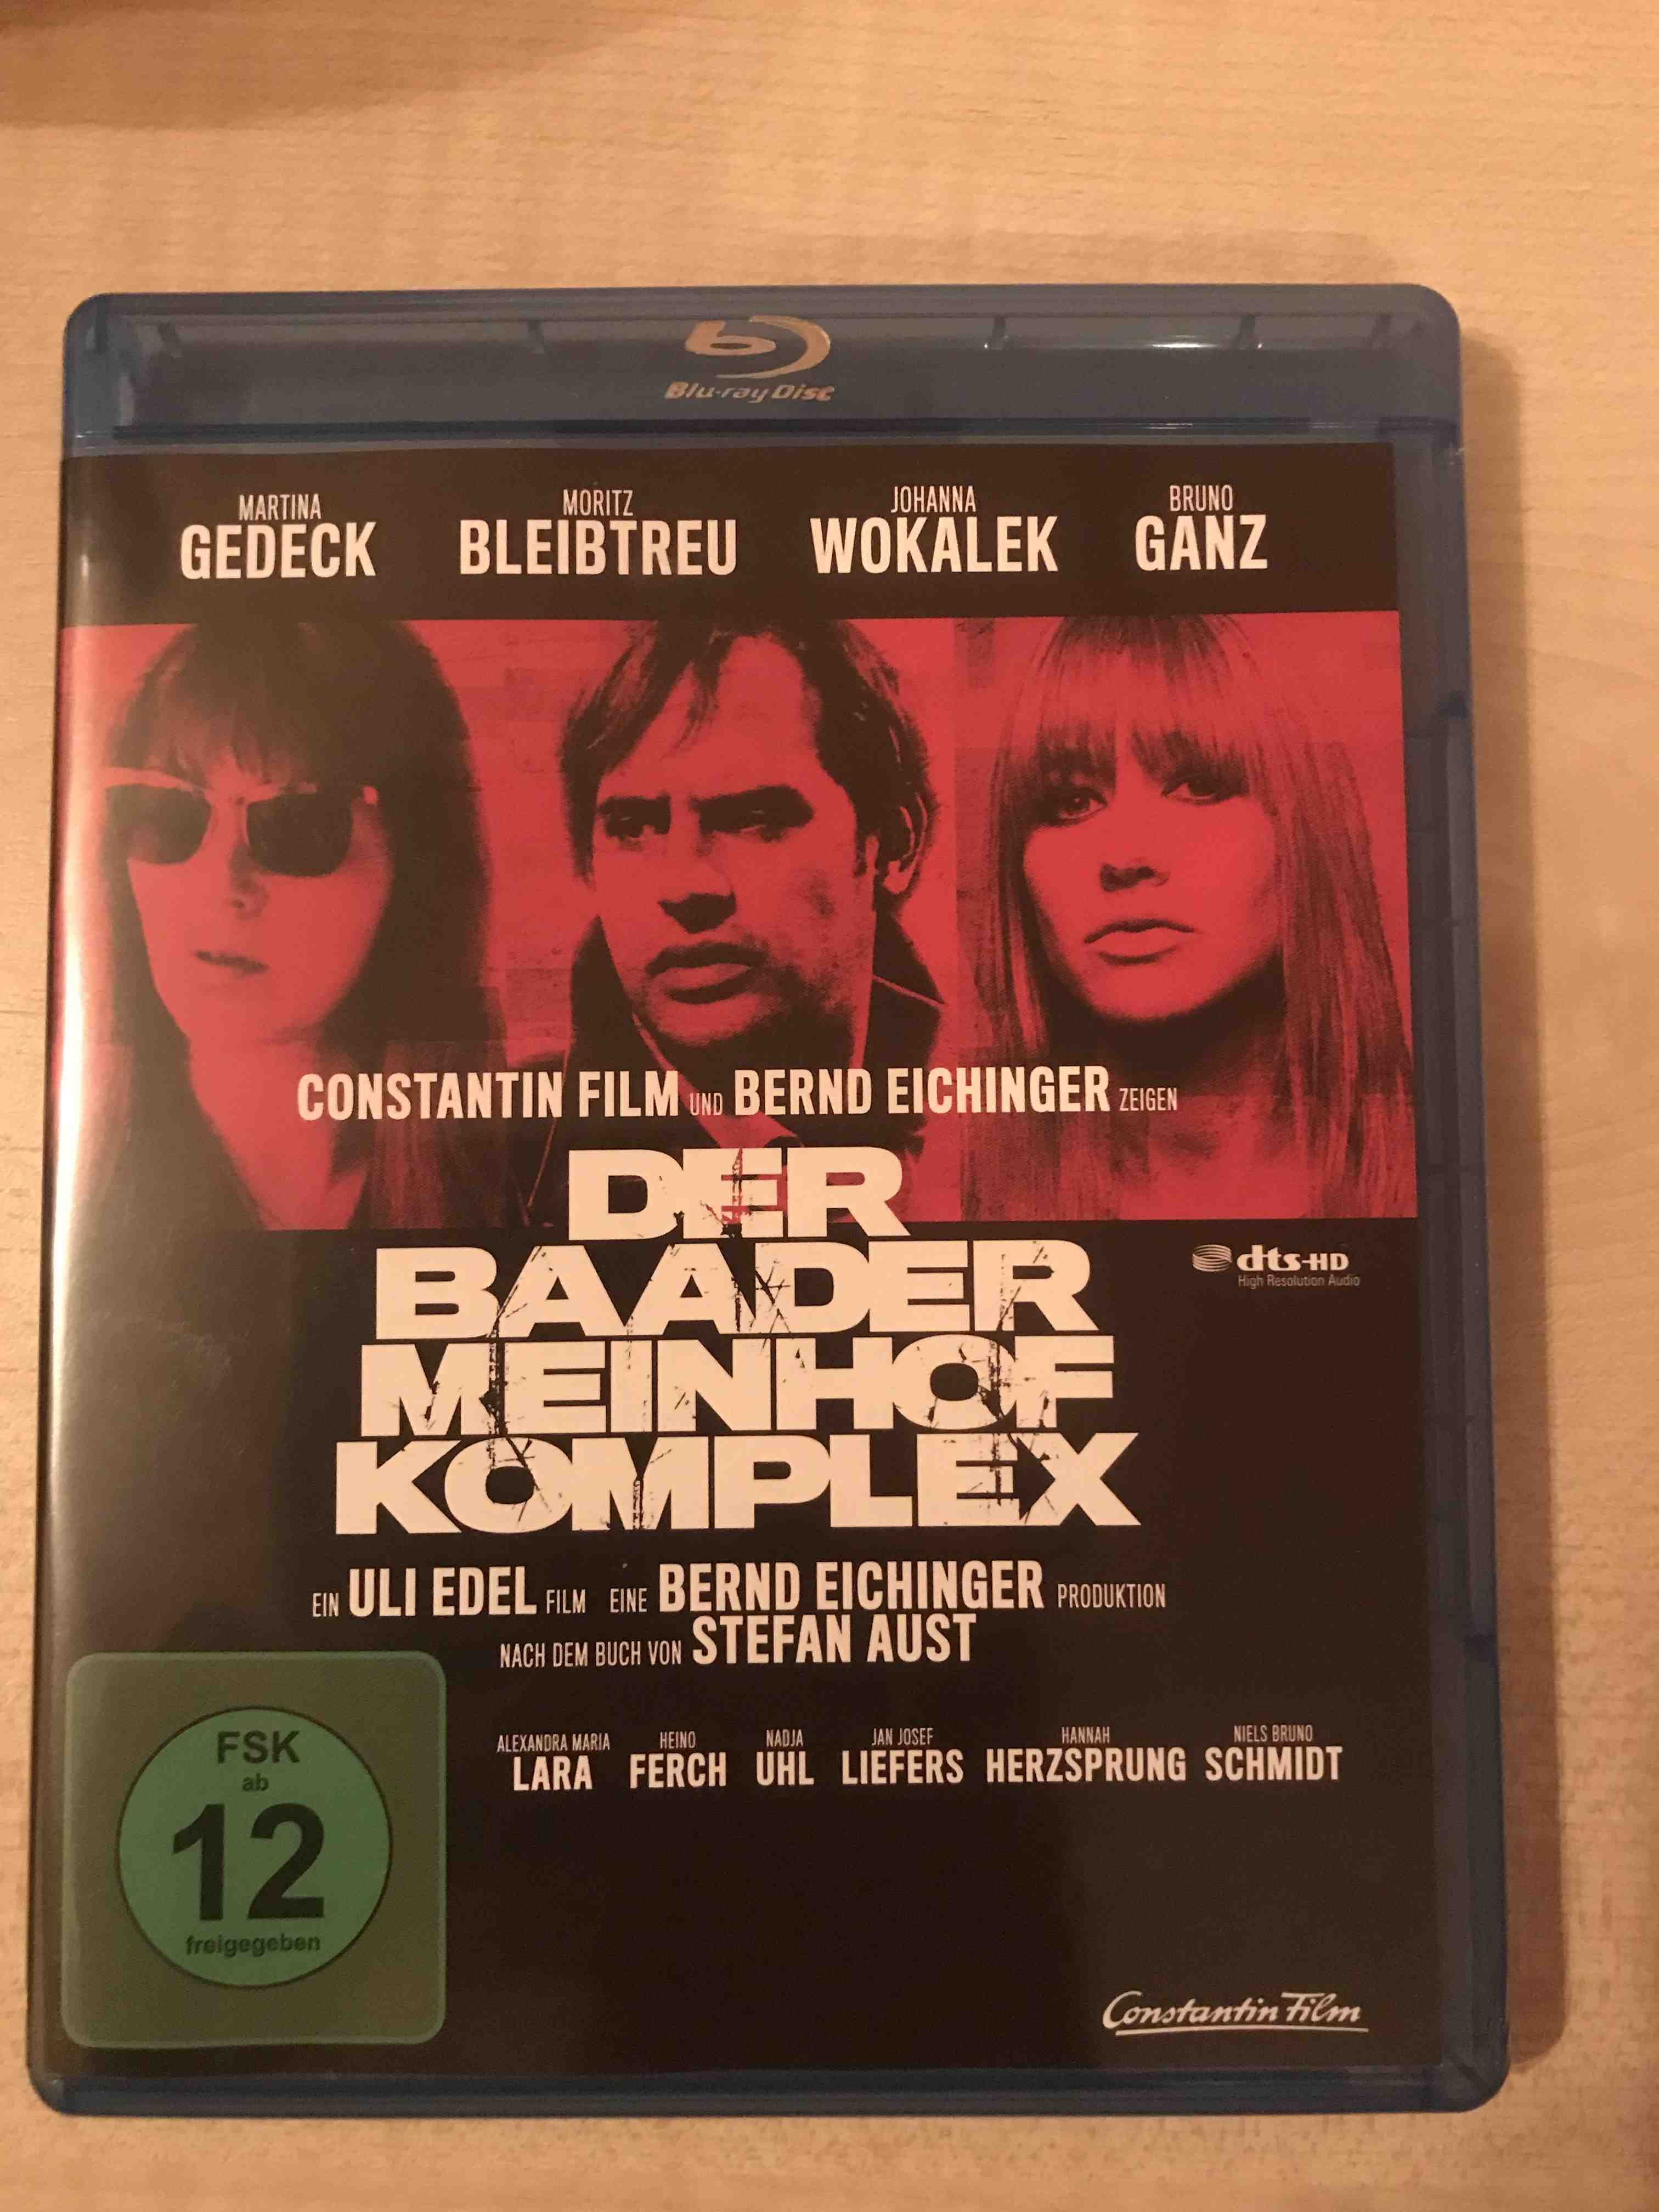 Blu-ray Disc
MARTINA GEDECK
MORITZ BLEIBTREU
JOHANNA WOKALEK
BRUNO GANZ
CONSTANTIN FILM UND BERND EICHINGER ZEIGEN
DER
BAADER
MEINHOF
KOMPLEX
dts-HD
High Resolution Audio
EIN ULI EDEL FILM EINE BERND EICHINGER PRODUKTION
NACH DEM BUCH VON STEFAN AUST
ALEXANDRA MARIA LARA
HEINO FERCH
NADJA UHL
JAN JOSEF LIEFERS
HANNAH HERZSPRUNG
NIELS BRUNO SCHMIDT
FSK
ab
12
freigegeben
Constantin Film